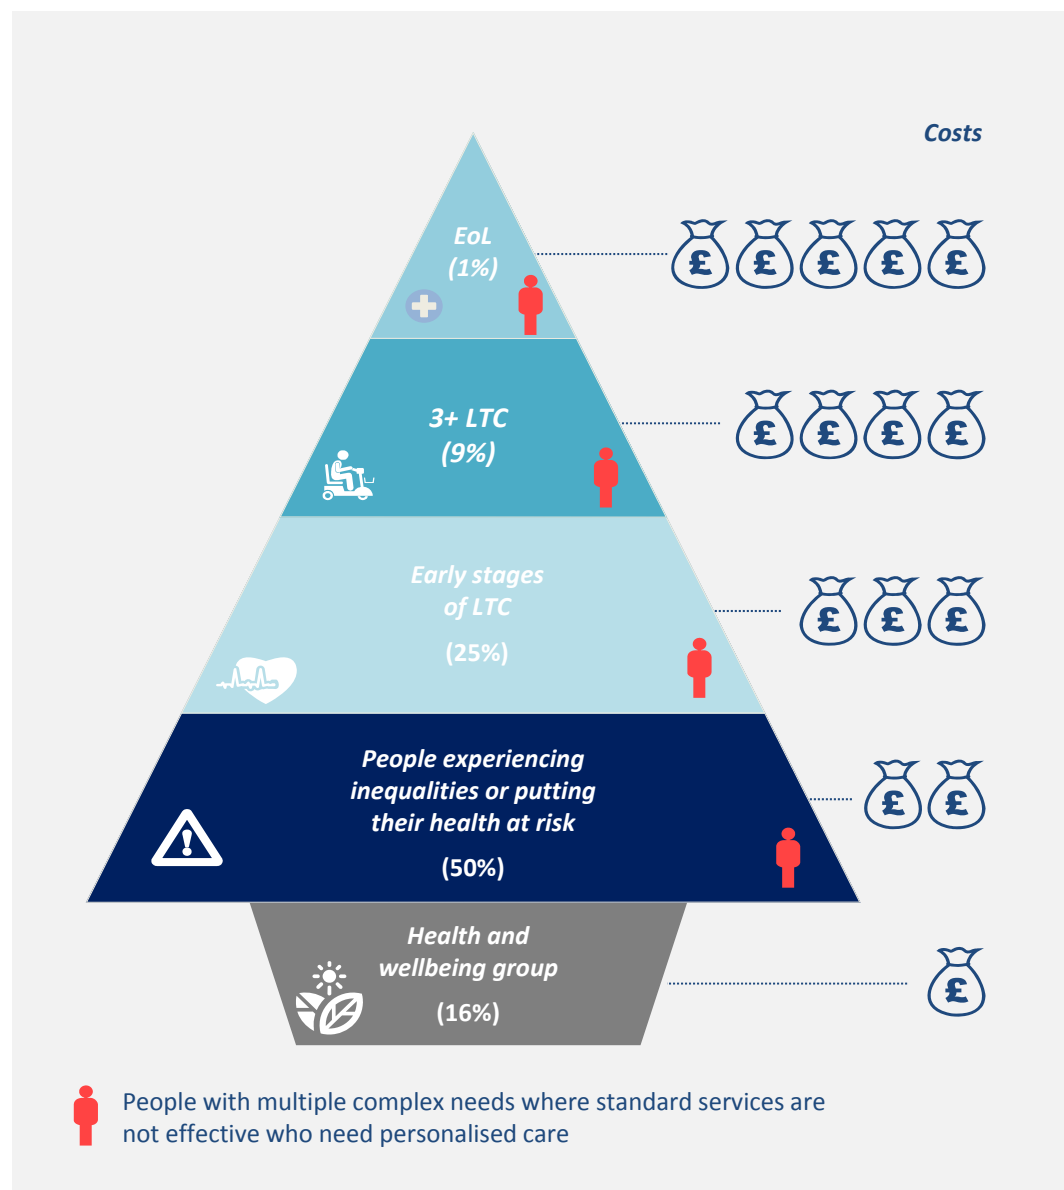 Costs
EoL
(1%)
£ £ £ £ £
3+ LTC
(9%)
£ £ £ £
Early stages
of LTC
(25%)
£ £ £
People experiencing
inequalities or putting
their health at risk
(50%)
£ £
Health and
wellbeing group
(16%)
£
People with multiple complex needs where standard services are
not effective who need personalised care